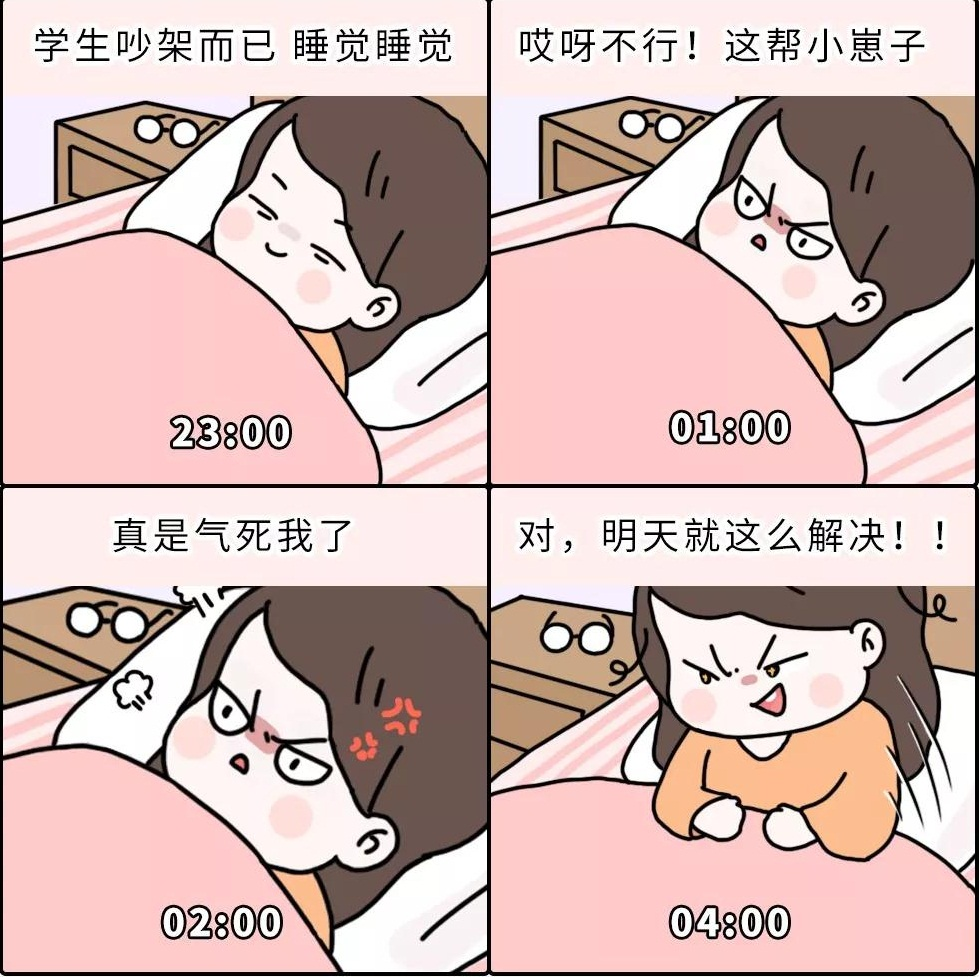 学生吵架而已 睡觉睡觉
23:00
哎呀不行！这帮小崽子
01:00
真是气死我了
02:00
对，明天就这么解决！！
04:00